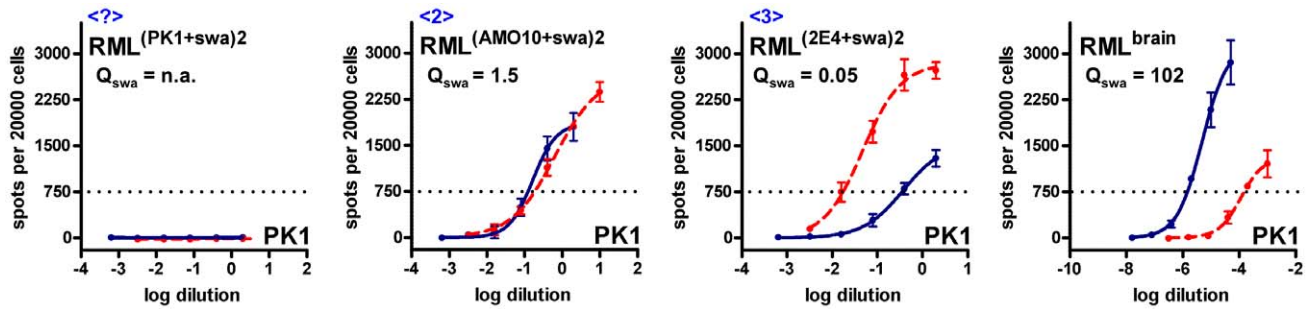 <?>
RML(PK1+swa)2
Qswa = n.a.
spots per 20000 cells
3000
2250
1500
750
0
PK1
-4 -3 -2 -1 0 1 2
log dilution
<2>
RML(AMO10+swa)2
Qswa = 1.5
spots per 20000 cells
3000
2250
1500
750
0
PK1
-4 -3 -2 -1 0 1 2
log dilution
<3>
RML(2E4+swa)2
Qswa = 0.05
spots per 20000 cells
3000
2250
1500
750
0
PK1
-4 -3 -2 -1 0 1
log dilution
RMLbrain
Qswa = 102
spots per 20000 cells
3000
2250
1500
750
0
PK1
-10 -8 -6 -4 -2
log dilution